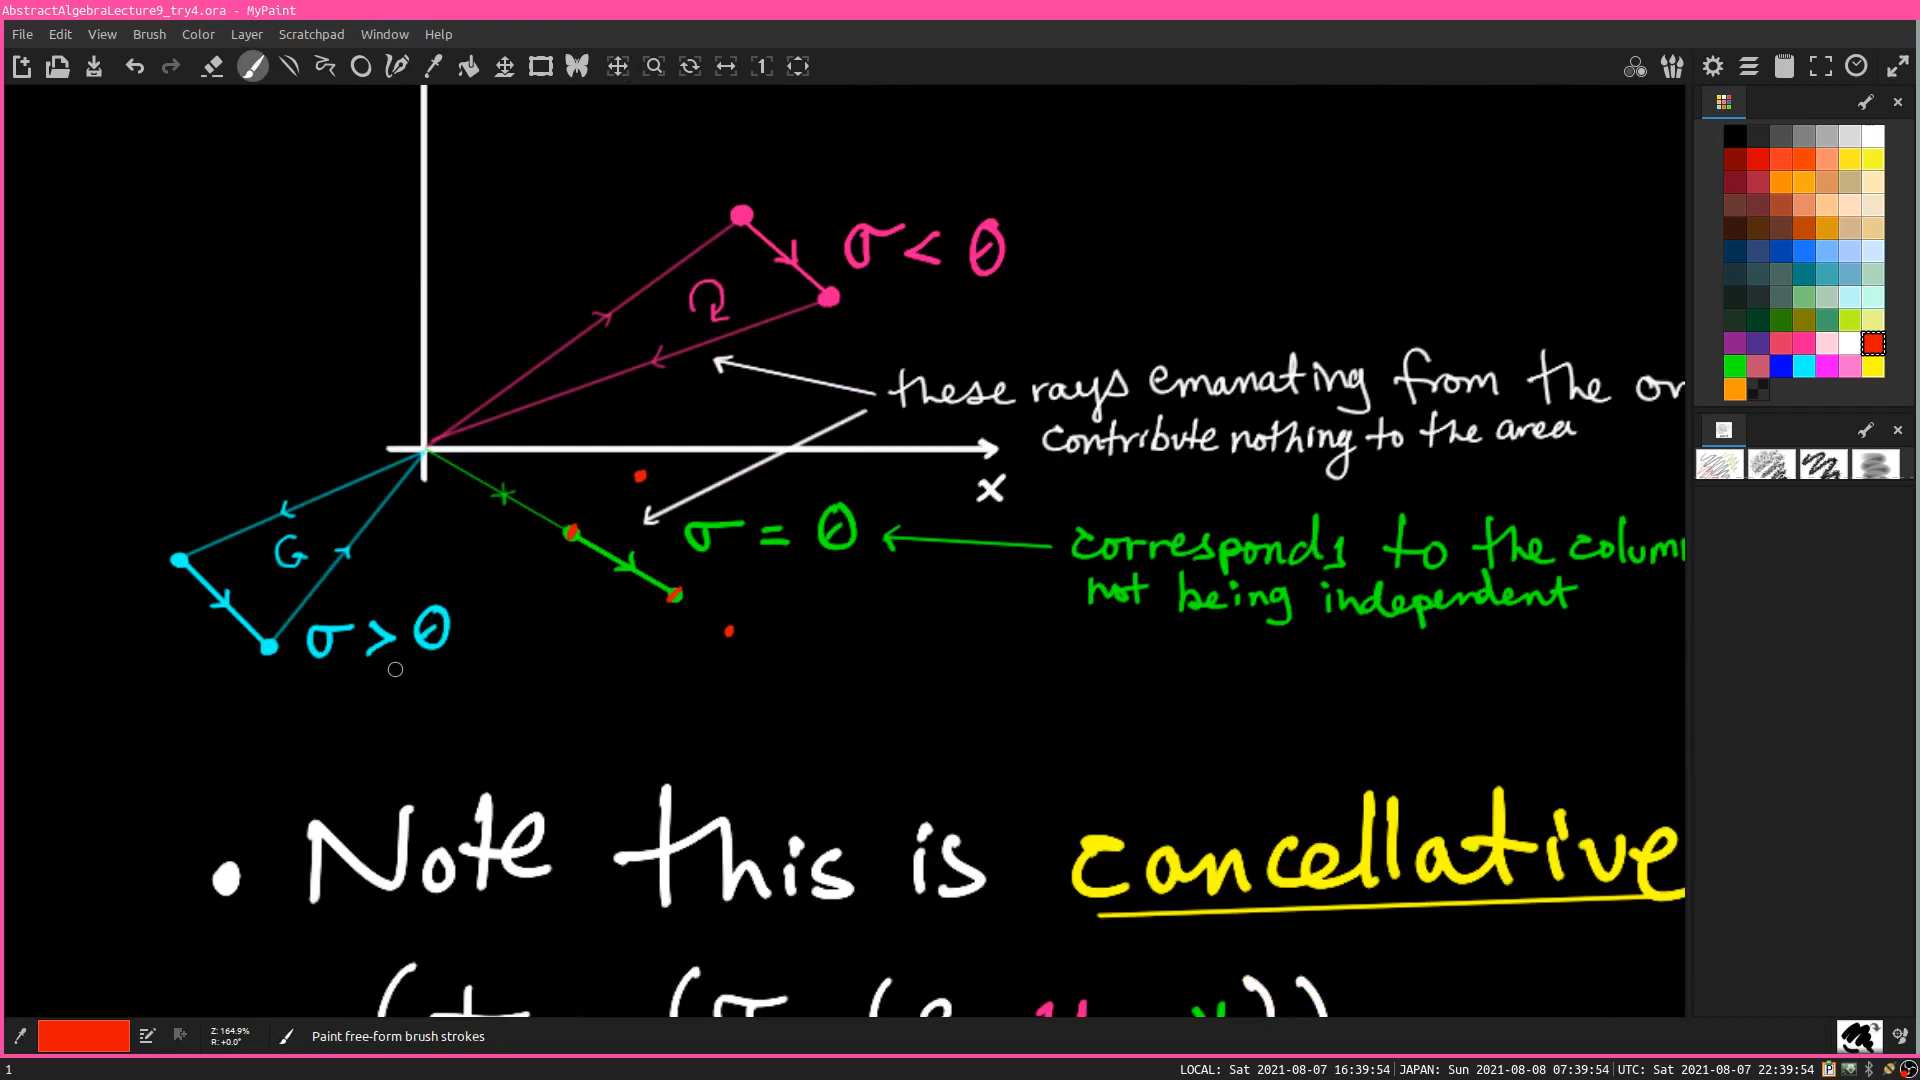 AbstractAlgebraLecture9_try4.ora - MyPaint
File Edit View Brush Color Layer Scratchpad Window Help
σ < 0
these rays emanating from the or
contribute nothing to the area
x
σ = 0
corresponds to the colum
not being independent
σ > 0
• Note this is cancellative
Z: 164.9%
R: +0.0°
Paint free-form brush strokes
1
LOCAL: Sat 2021-08-07 16:39:54 | JAPAN: Sun 2021-08-08 07:39:54 | UTC: Sat 2021-08-07 22:39:54